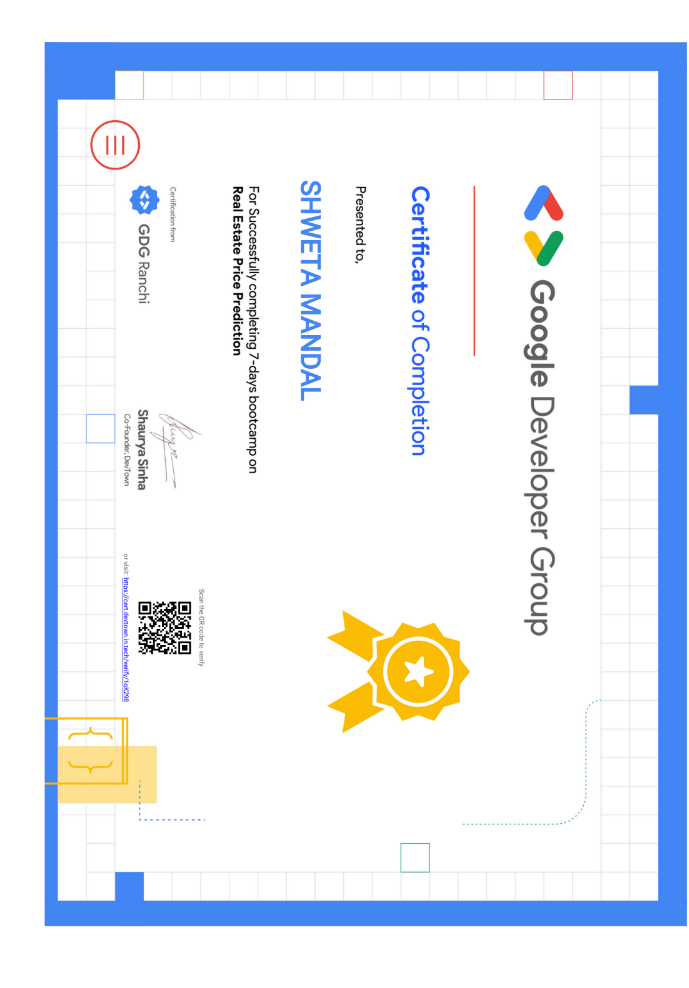 Google Developer Group
Certificate of Completion
Presented to,
SHWETA MANDAL
For Successfully completing 7-days bootcamp on
Real Estate Price Prediction
Certification from
GDG Ranchi
Shaurya Sinha
Co-Founder, DevTown
Scan the QR code to verify
or visit: https://cert.devtown.in.tech/verify/